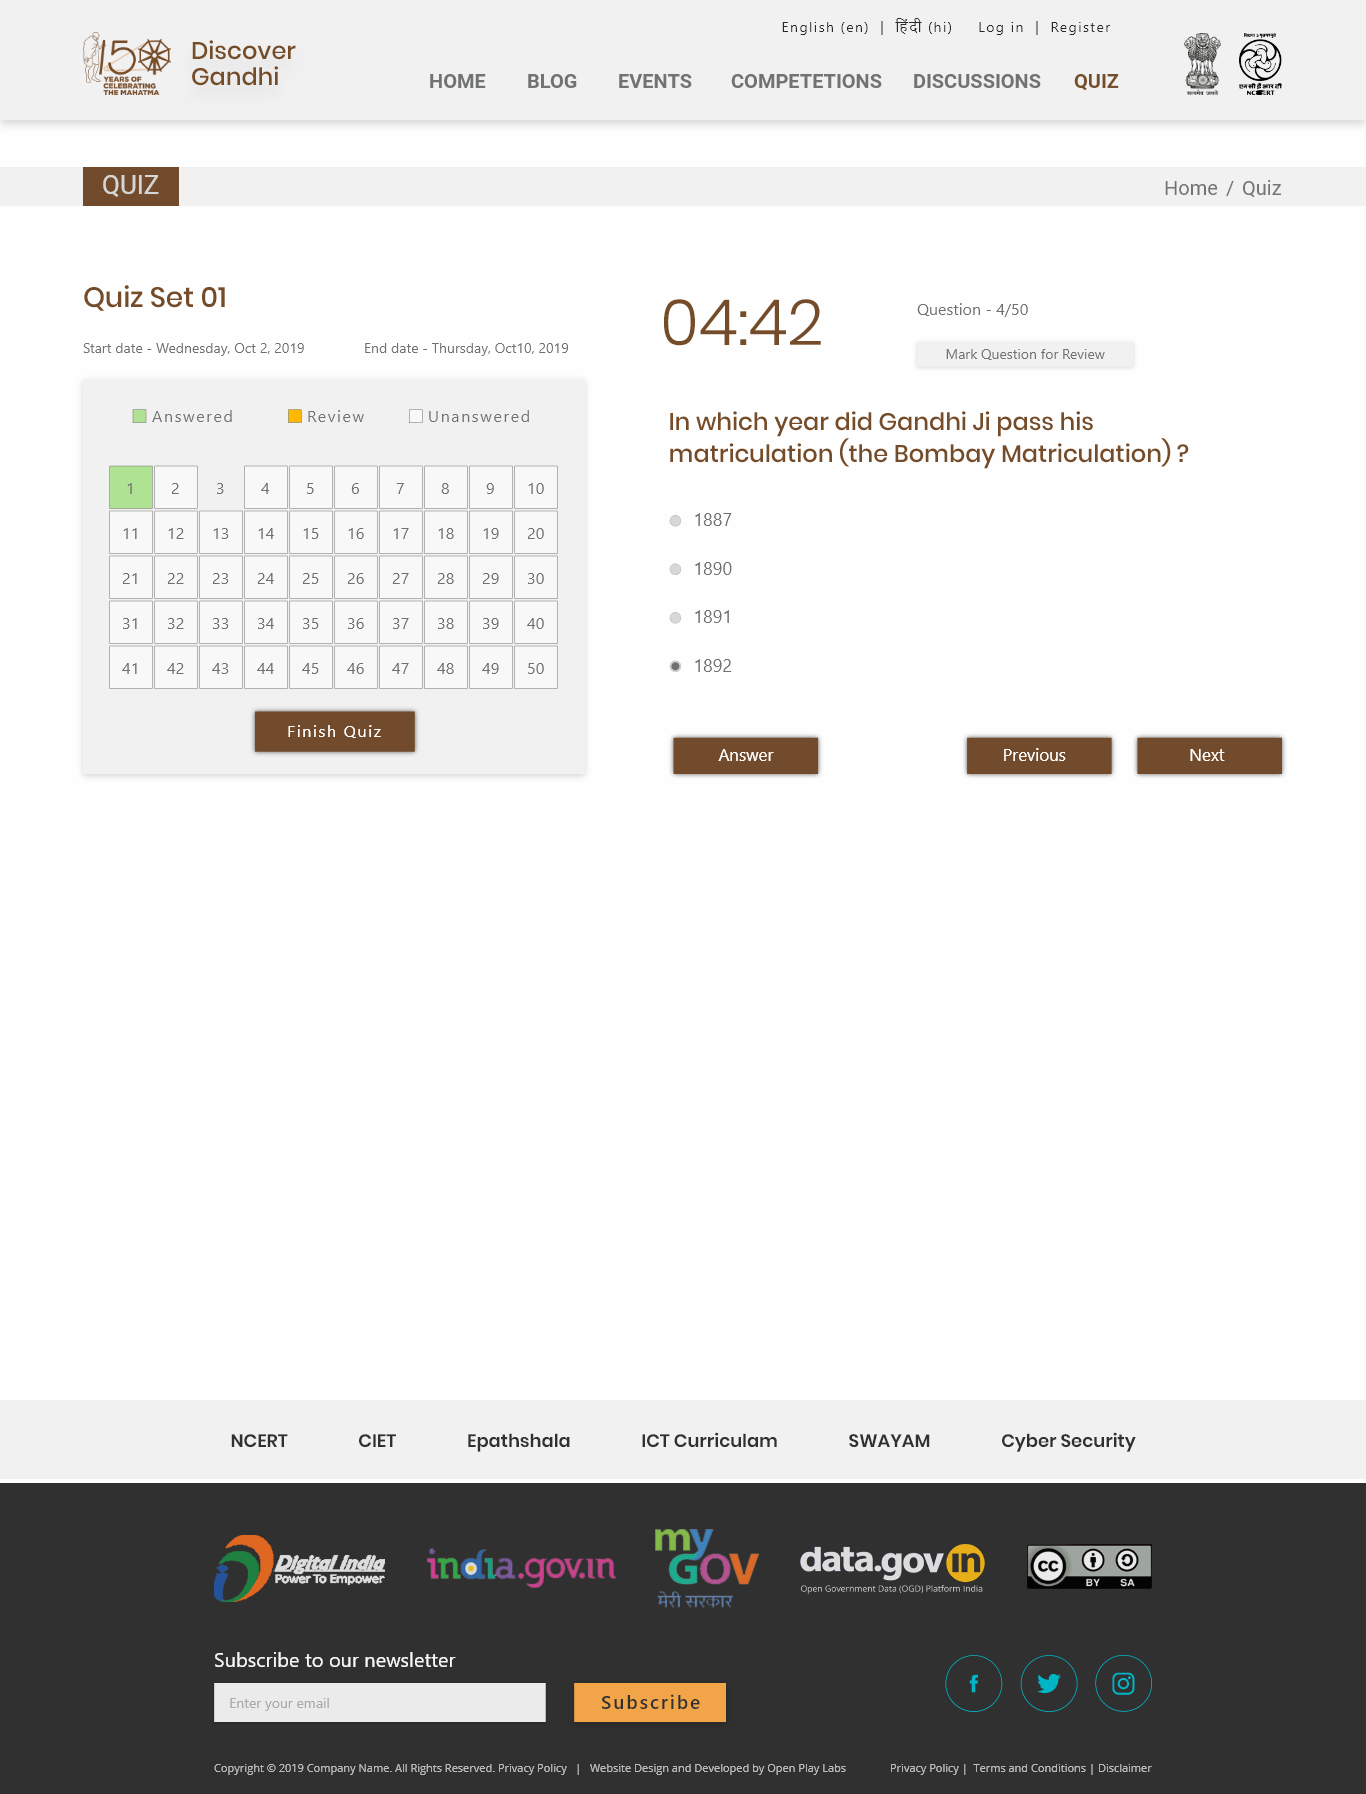 English (en) | हिंदी (hi) Log in | Register
150
YEARS OF
CELEBRATING
THE MAHATMA
Discover
Gandhi
HOME BLOG EVENTS COMPETETIONS DISCUSSIONS QUIZ
सत्यमेव जयते
एन सी ई आर टी
NCERT
QUIZ
Home / Quiz
Quiz Set 01
Start date - Wednesday, Oct 2, 2019 End date - Thursday, Oct10, 2019
Answered Review Unanswered
1 2 3 4 5 6 7 8 9 10
11 12 13 14 15 16 17 18 19 20
21 22 23 24 25 26 27 28 29 30
31 32 33 34 35 36 37 38 39 40
41 42 43 44 45 46 47 48 49 50
Finish Quiz
04:42
Question - 4/50
Mark Question for Review
In which year did Gandhi Ji pass his
matriculation (the Bombay Matriculation) ?
1887
1890
1891
1892
Answer Previous Next
NCERT CIET Epathshala ICT Curriculam SWAYAM Cyber Security
Digital India
Power To Empower
india.gov.in
my
GOV
मेरी सरकार
data.gov in
Open Government Data (OGD) Platform India
cc BY SA
Subscribe to our newsletter
Enter your email
Subscribe
Copyright © 2019 Company Name. All Rights Reserved. Privacy Policy | Website Design and Developed by Open Play Labs Privacy Policy | Terms and Conditions | Disclaimer